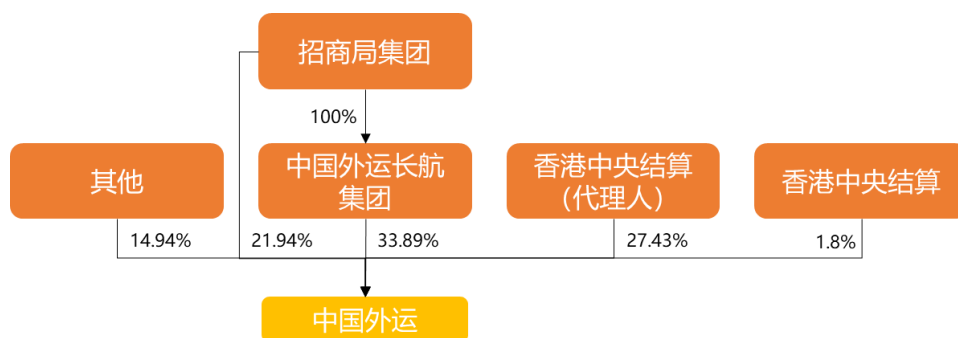 招商局集团
100%
其他
中国外运长航
集团
香港中央结算
（代理人）
香港中央结算
14.94%
21.94%
33.89%
27.43%
1.8%
中国外运